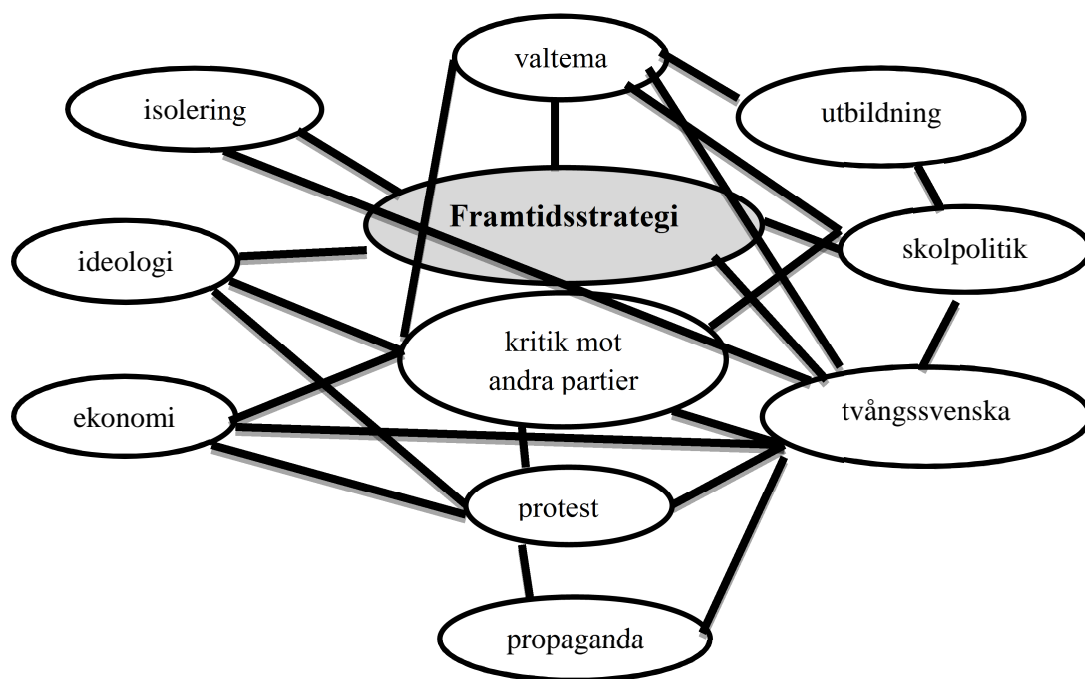 valtema
isolering
utbildning
Framtidsstrategi
ideologi
skolpolitik
kritik mot
andra partier
ekonomi
tvångssvenska
protest
propaganda